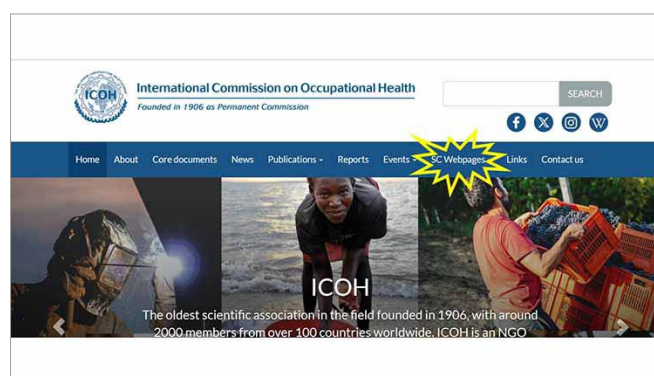 ICOH
International Commission on Occupational Health
Founded in 1906 as Permanent Commission
SEARCH
Home About Core documents News Publications Reports Events SC Webpages Links Contact us
ICOH
The oldest scientific association in the field founded in 1906, with around
2000 members from over 100 countries worldwide. ICOH is an NGO